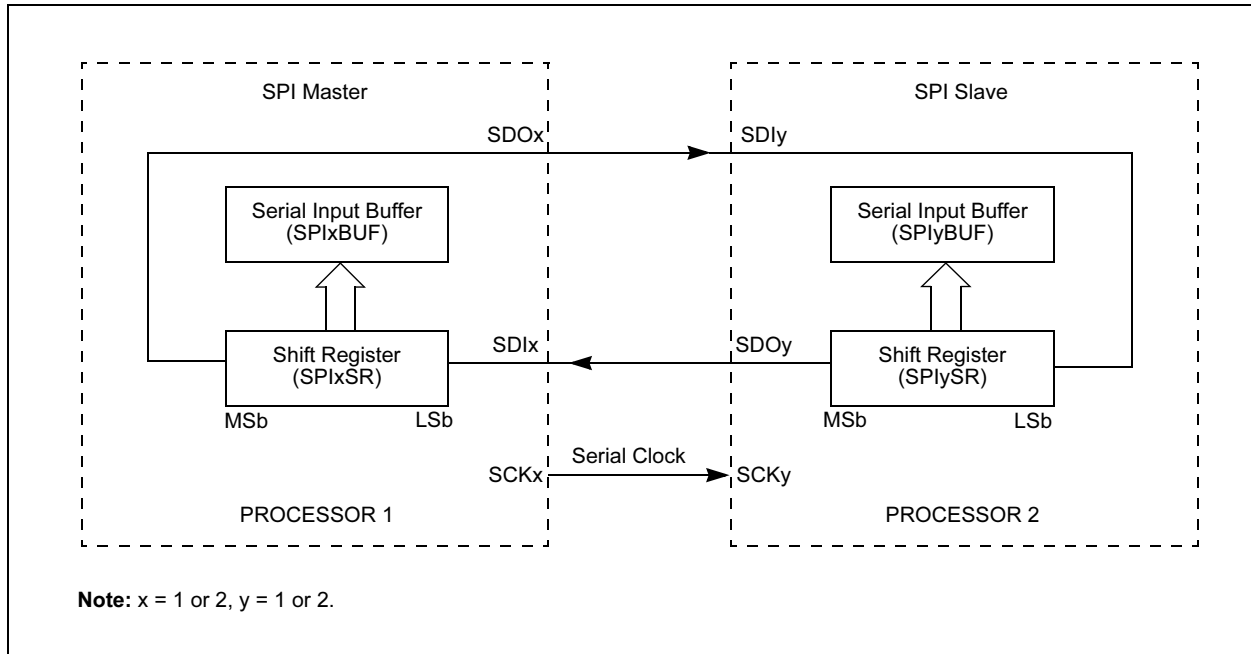 SPI Master
SPI Slave
SDOx
SDIy
Serial Input Buffer
(SPIxBUF)
Serial Input Buffer
(SPIyBUF)
Shift Register
(SPIxSR)
SDIx
SDOy
Shift Register
(SPIySR)
MSb
LSb
MSb
LSb
Serial Clock
SCKx
SCKy
PROCESSOR 1
PROCESSOR 2
Note: x = 1 or 2, y = 1 or 2.